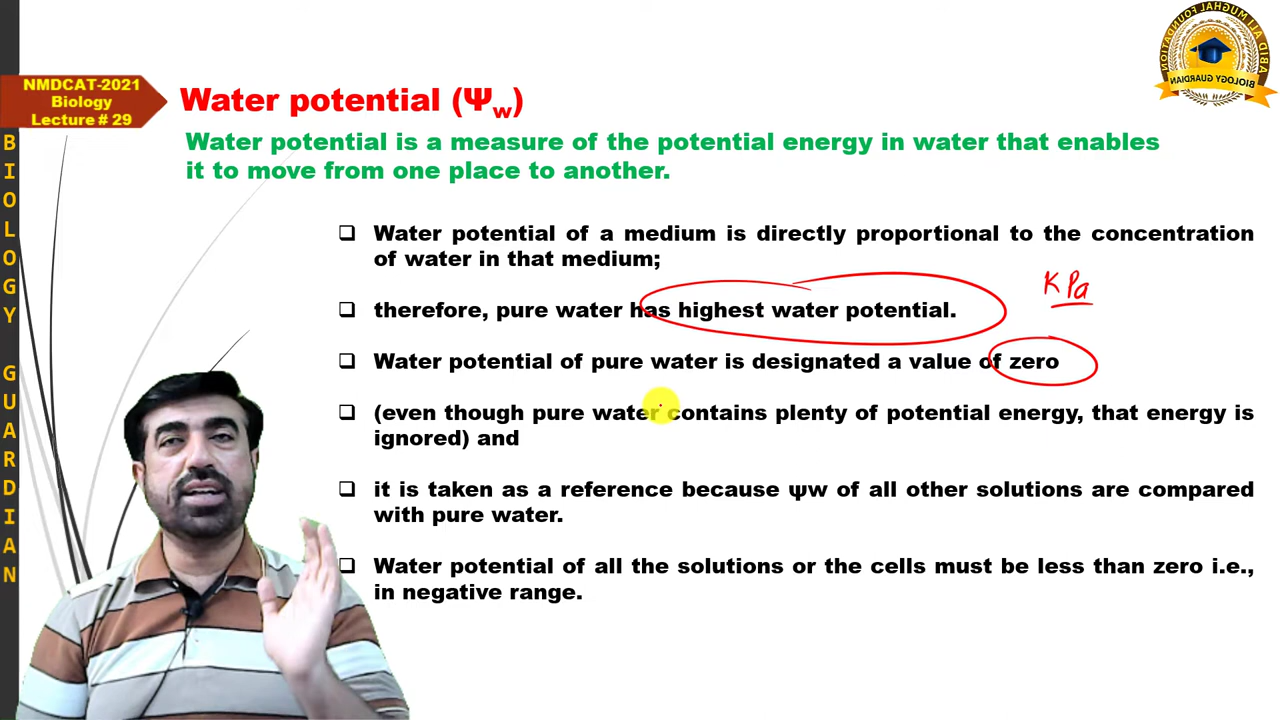 NMDCAT-2021
Biology
Lecture # 29
BIOLOGY GUARDIAN
Water potential (Ψw)
Water potential is a measure of the potential energy in water that enables
it to move from one place to another.
❑ Water potential of a medium is directly proportional to the concentration
of water in that medium;
❑ therefore, pure water has highest water potential.
KPa
❑ Water potential of pure water is designated a value of zero
❑ (even though pure water contains plenty of potential energy, that energy is
ignored) and
❑ it is taken as a reference because ψw of all other solutions are compared
with pure water.
❑ Water potential of all the solutions or the cells must be less than zero i.e.,
in negative range.
ABID ALI MUGHAL FOUNDATION
BIOLOGY GUARDIAN